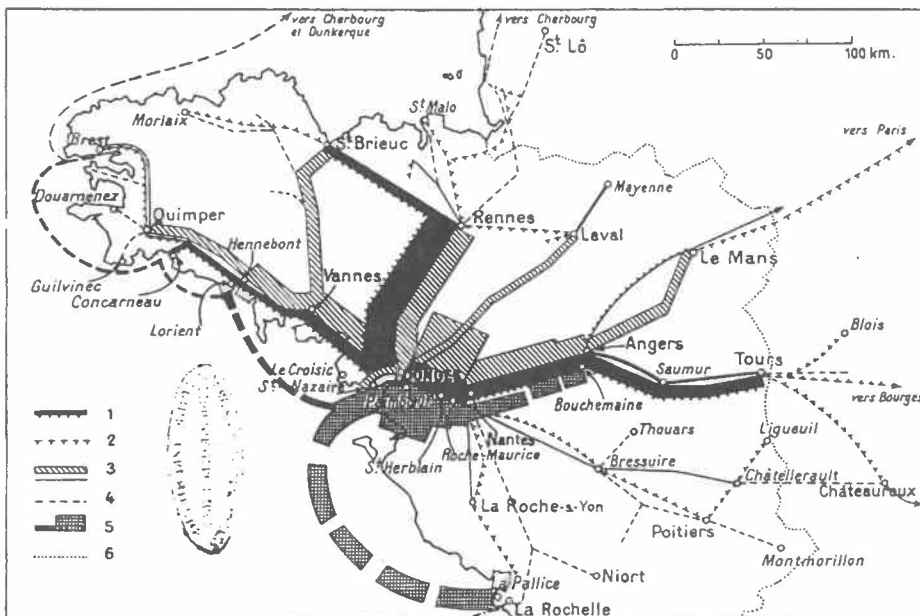 vers Cherbourg
et Dunkerque
vers Cherbourg
St Lô
0 50 100 km.
St Malo
Morlaix
Brest
St Brieuc
vers Paris
Mayenne
Douarnenez
Quimper
Rennes
Laval
Hennebont
Le Mans
Vannes
Guilvinec
Concarneau
Lorient
Blois
Angers
Le Croisic
St Nazaire
Saumur
Tours
Bouchemaine
vers Bourges
Nantes
Roche-Maurice
St Herblain
Thouars
Ligueuil
Bressuire
Châtellerault
Châteauroux
La Roche-s-Yon
Poitiers
Montmorillon
Niort
La Pallice
La Rochelle
1
2
3
4
5
6